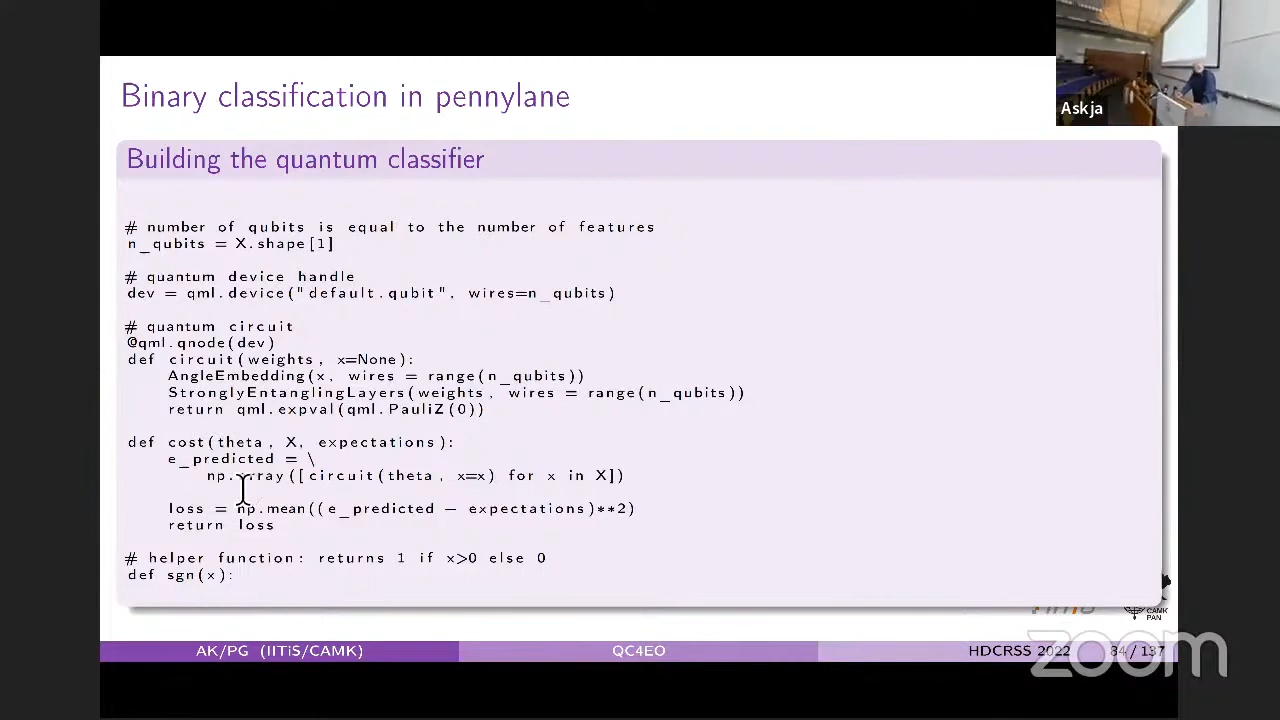 Binary classification in pennylane
Askja
Building the quantum classifier
# number of qubits is equal to the number of features
n_qubits = X.shape[1]
# quantum device handle
dev = qml.device("default.qubit", wires=n_qubits)
# quantum circuit
@qml.qnode(dev)
def circuit(weights, x=None):
AngleEmbedding(x, wires = range(n_qubits))
StronglyEntanglingLayers(weights, wires = range(n_qubits))
return qml.expval(qml.PauliZ(0))
def cost(theta, X, expectations):
e_predicted = \
np.array([circuit(theta, x=x) for x in X])
loss = np.mean((e_predicted - expectations)**2)
return loss
# helper function: returns 1 if x>0 else 0
def sgn(x):
CAMK
PAN
AK/PG (IITiS/CAMK)
QC4EO
HDCRSS 2022
84/137
zoom